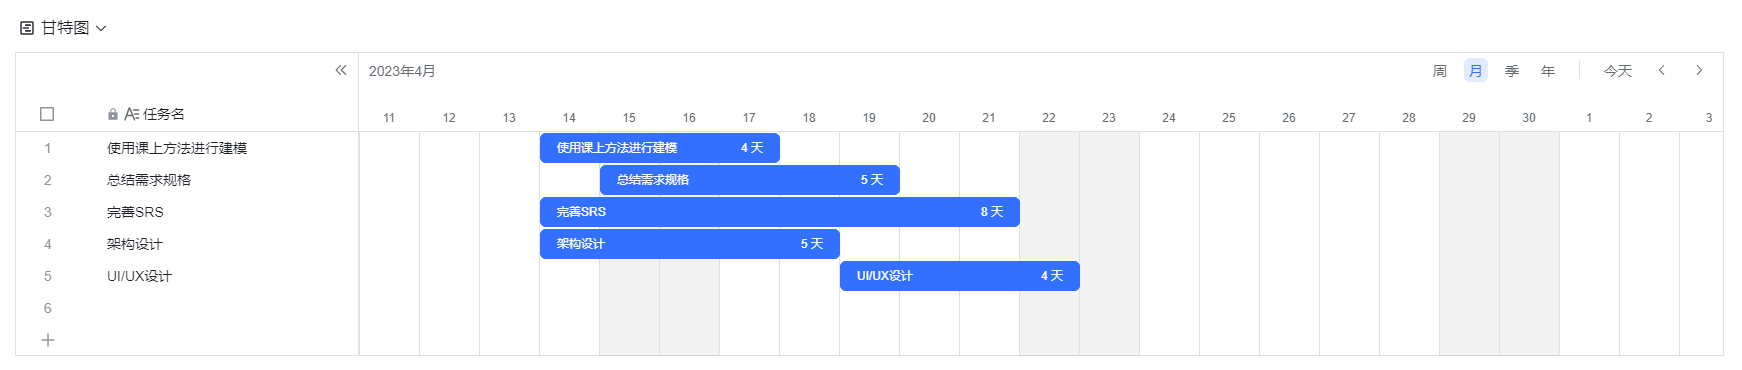 甘特图
2023年4月 周 月 季 年 今天
任务名 11 12 13 14 15 16 17 18 19 20 21 22 23 24 25 26 27 28 29 30 1 2 3
1 使用课上方法进行建模 使用课上方法进行建模 4 天
2 总结需求规格 总结需求规格 5 天
3 完善SRS 完善SRS 8 天
4 架构设计 架构设计 5 天
5 UI/UX设计 UI/UX设计 4 天
6